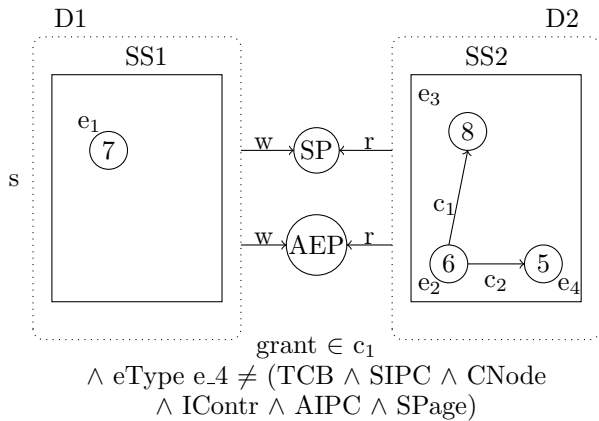 D1
D2
SS1
SS2
e₁
7
e₃
8
w
SP
r
s
c₁
w
AEP
r
6
5
e₂
c₂
e₄
grant ∈ c₁
∧ eType e_4 ≠ (TCB ∧ SIPC ∧ CNode
∧ IContr ∧ AIPC ∧ SPage)